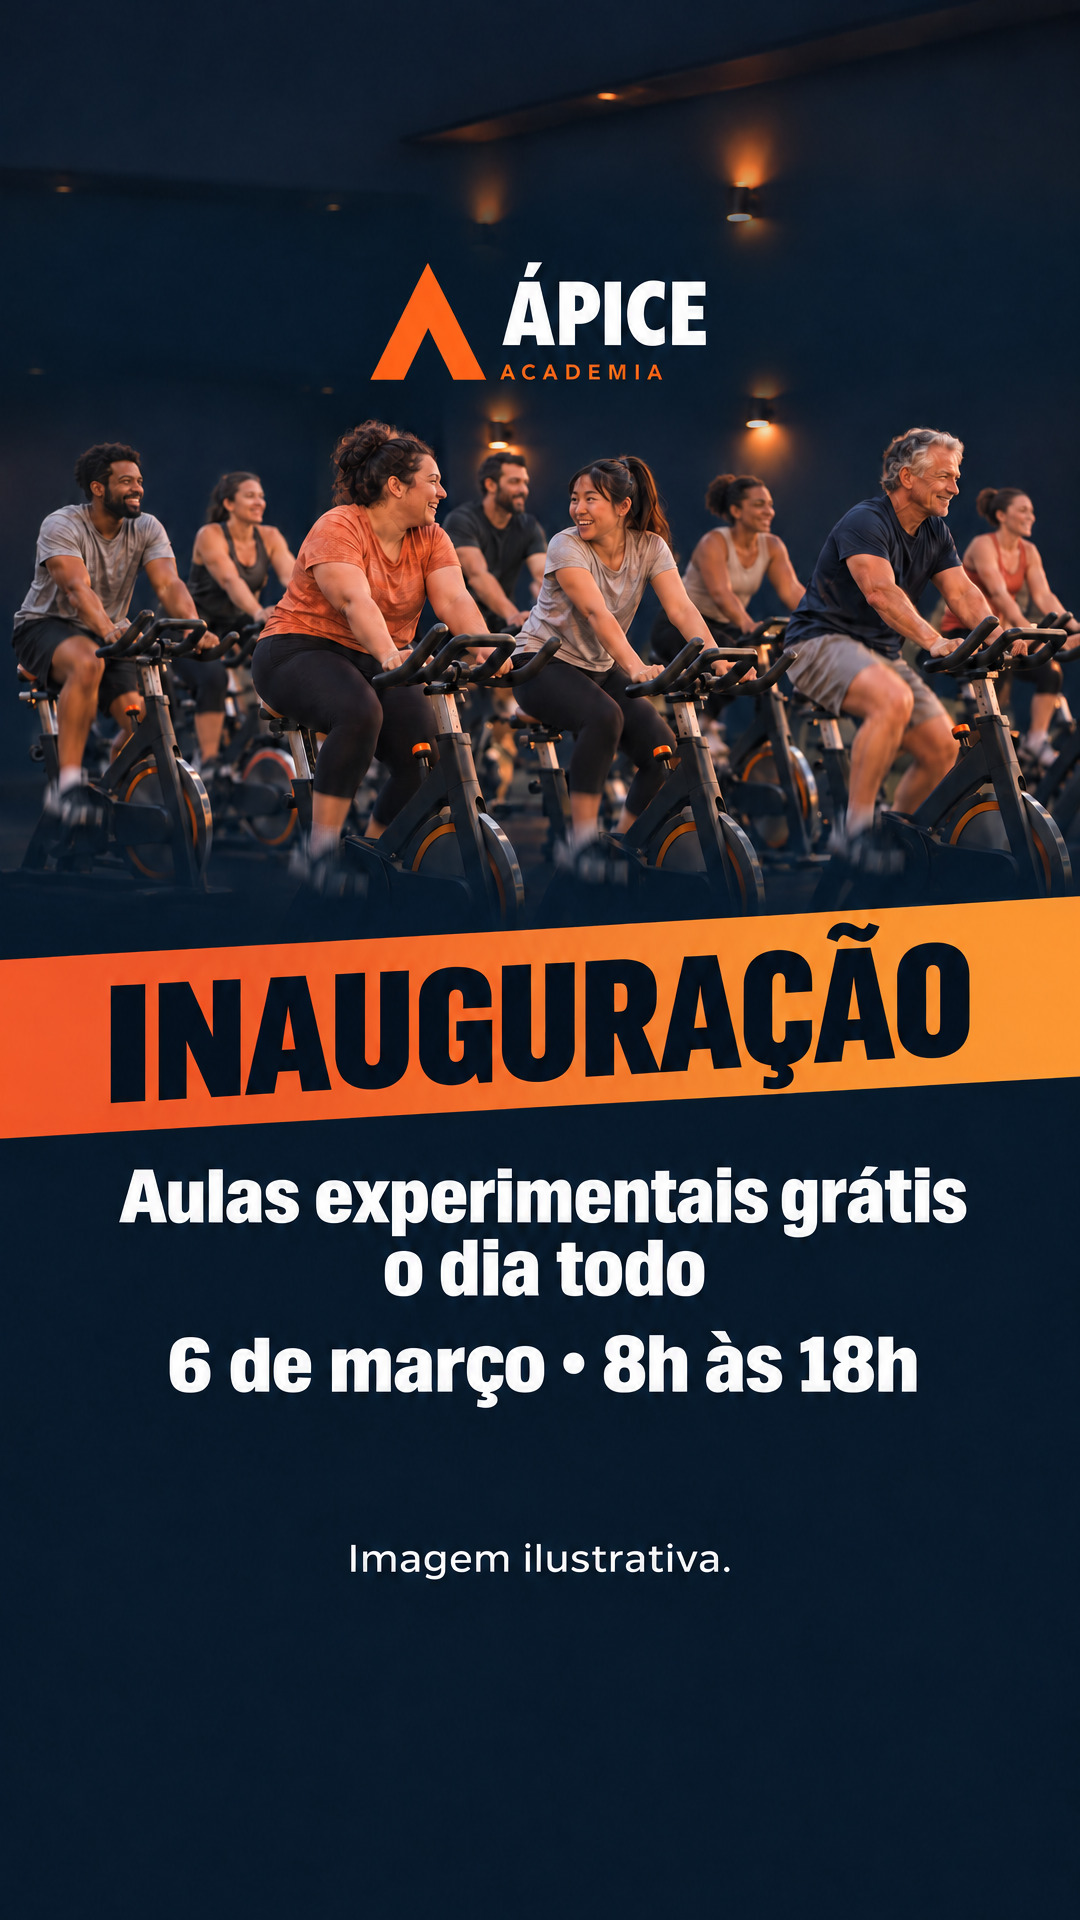 ÁPICE
ACADEMIA
INAUGURAÇÃO
Aulas experimentais grátis
o dia todo
6 de março • 8h às 18h
Imagem ilustrativa.